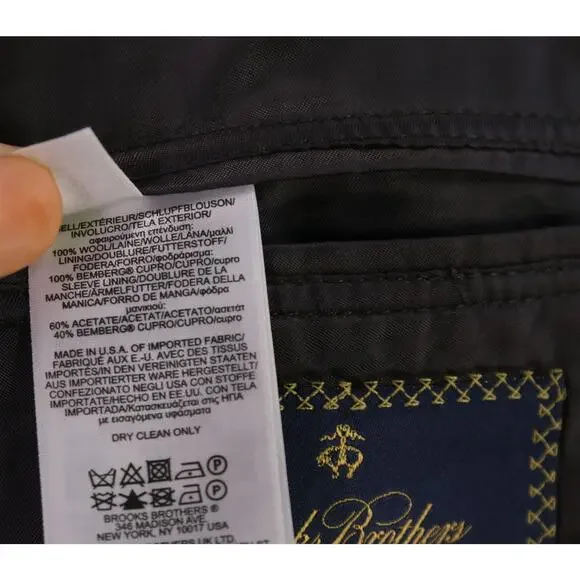 SHELL/EXTÉRIEUR/SCHLUPFBLOUSON/
INVOLUCRO/TELA EXTERIOR/
αφαιρούμενη επένδυση:
100% WOOL/LAINE/WOLLE/LANA/μαλλί
LINING/DOUBLURE/FUTTERSTOFF/
FODERA/FORRO/φοδράρισμα:
100% BEMBERG® CUPRO/CUPRO/cupro
SLEEVE LINING/DOUBLURE DE LA
MANCHE/ÄRMELFUTTER/FODERA DI
MANICA/FORRO DE MANGA/φόδρα
μανικιού:
60% ACETATE/ACETAT/ACETATO/ασετάτ
40% BEMBERG® CUPRO/CUPRO/cupro
MADE IN U.S.A. OF IMPORTED FABRIC/
FABRIQUÉ AUX E.-U. AVEC DES TISSUS
IMPORTÉS/IN DEN VEREINIGTEN STAATEN
AUS IMPORTIERTER WARE HERGESTELLT/
CONFEZIONATO NEGLI USA CON STOFFE
IMPORTATE/HECHO EN EE UU. CON TELA
IMPORTADA/Κατασκευάζεται στις ΗΠΑ
με εισαγόμενα υφάσματα
DRY CLEAN ONLY
P
P
BROOKS BROTHERS®
346 MADISON AVE.
NEW YORK, NY 10017 USA
UK LTD.
Brothers